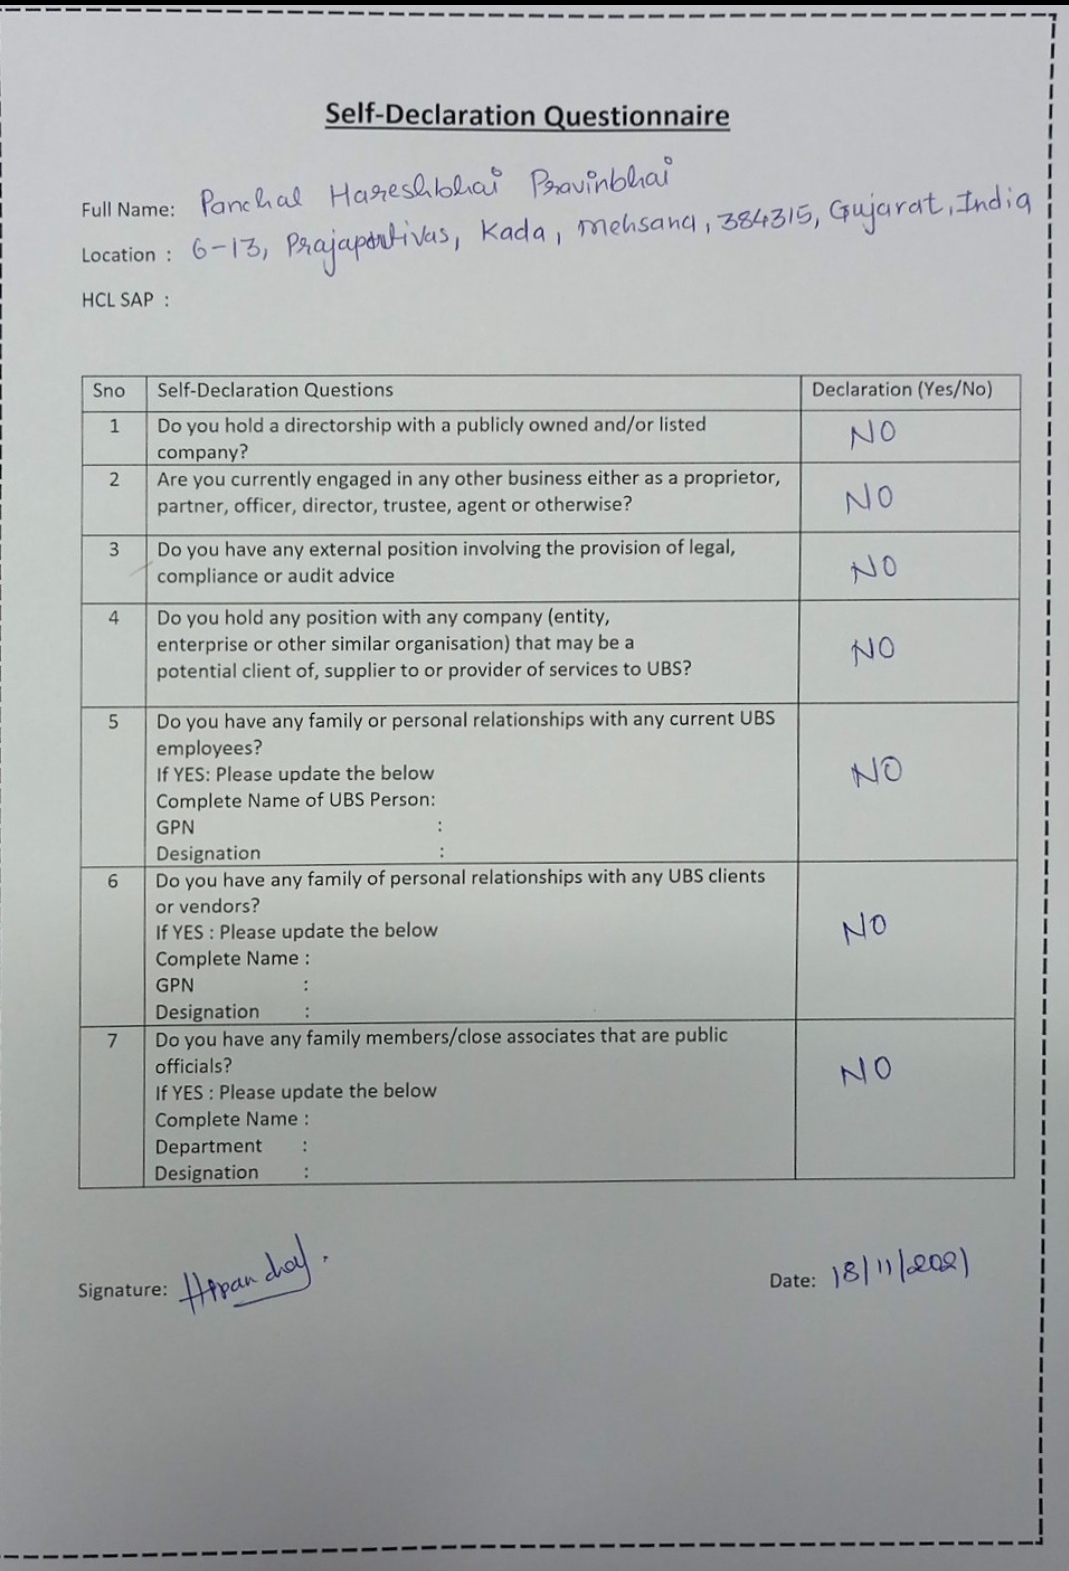 Self-Declaration Questionnaire
Full Name: Panchal Hareshbhai Pravinbhai
Location : 6-13, Prajapativas, Kada, Mehsana, 384315, Gujarat, India
HCL SAP :
Sno Self-Declaration Questions Declaration (Yes/No)
1 Do you hold a directorship with a publicly owned and/or listed NO
company?
2 Are you currently engaged in any other business either as a proprietor, NO
partner, officer, director, trustee, agent or otherwise?
3 Do you have any external position involving the provision of legal, NO
compliance or audit advice
4 Do you hold any position with any company (entity,
enterprise or other similar organisation) that may be a NO
potential client of, supplier to or provider of services to UBS?
5 Do you have any family or personal relationships with any current UBS
employees?
If YES: Please update the below NO
Complete Name of UBS Person:
GPN :
Designation :
6 Do you have any family of personal relationships with any UBS clients
or vendors?
If YES : Please update the below NO
Complete Name :
GPN :
Designation :
7 Do you have any family members/close associates that are public
officials? NO
If YES : Please update the below
Complete Name :
Department :
Designation :
Signature: Date: 18/11/2021